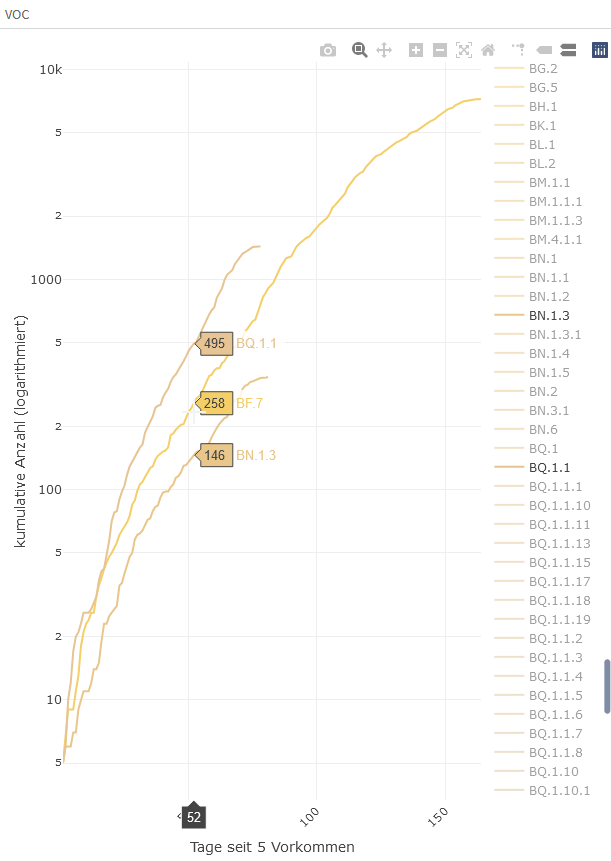 VOC
10k
5
2
1000
5
2
100
5
2
10
5
kumulative Anzahl (logarithmiert)
495 BQ.1.1
258 BF.7
146 BN.1.3
52
100
150
Tage seit 5 Vorkommen
BG.2
BG.5
BH.1
BK.1
BL.1
BL.2
BM.1.1
BM.1.1.1
BM.1.1.3
BM.4.1.1
BN.1
BN.1.1
BN.1.2
BN.1.3
BN.1.3.1
BN.1.4
BN.1.5
BN.2
BN.3.1
BN.6
BQ.1
BQ.1.1
BQ.1.1.1
BQ.1.1.10
BQ.1.1.11
BQ.1.1.13
BQ.1.1.15
BQ.1.1.17
BQ.1.1.18
BQ.1.1.19
BQ.1.1.2
BQ.1.1.3
BQ.1.1.4
BQ.1.1.5
BQ.1.1.6
BQ.1.1.7
BQ.1.1.8
BQ.1.10
BQ.1.10.1